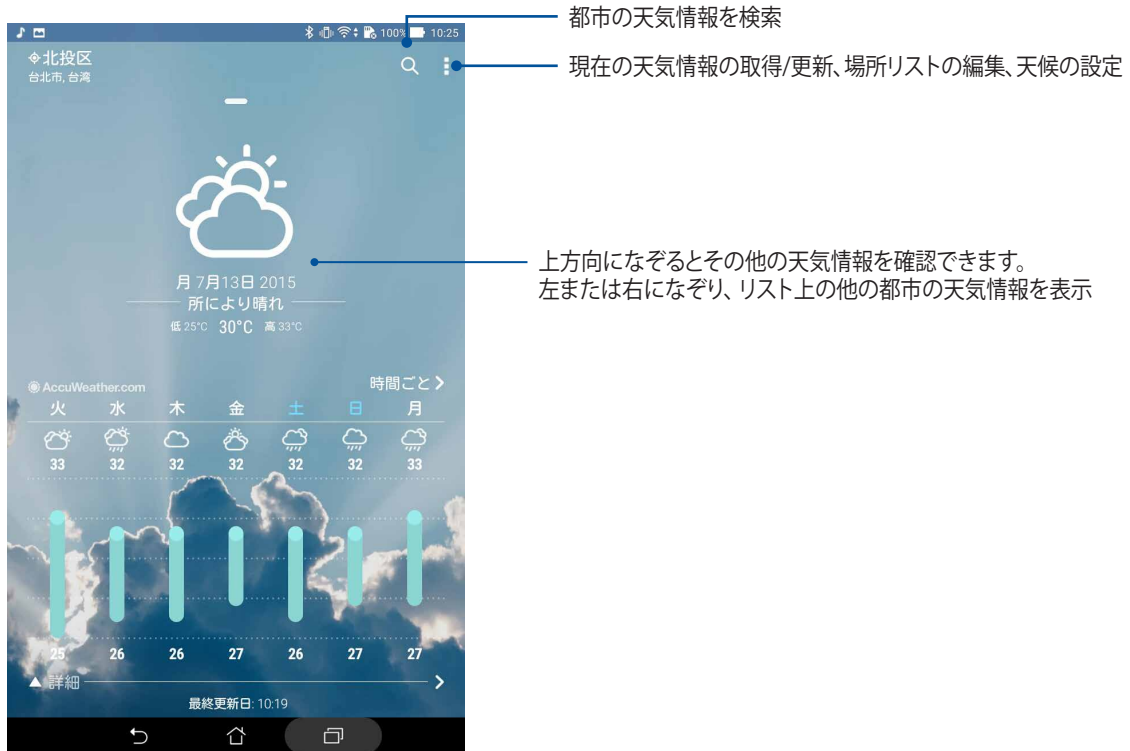 都市の天気情報を検索
100% 10:25
北投区
現在の天気情報の取得/更新、場所リストの編集、天候の設定
台北市, 台湾
上方向になぞるとその他の天気情報を確認できます。
左または右になぞり、リスト上の他の都市の天気情報を表示
月 7月13日 2015
所により晴れ
低 25°C 30°C 高 33°C
AccuWeather.com 時間ごと
火 水 木 金 土 日 月
33 32 32 32 32 32 33
25 26 26 27 26 27 27
詳細
最終更新日: 10:19